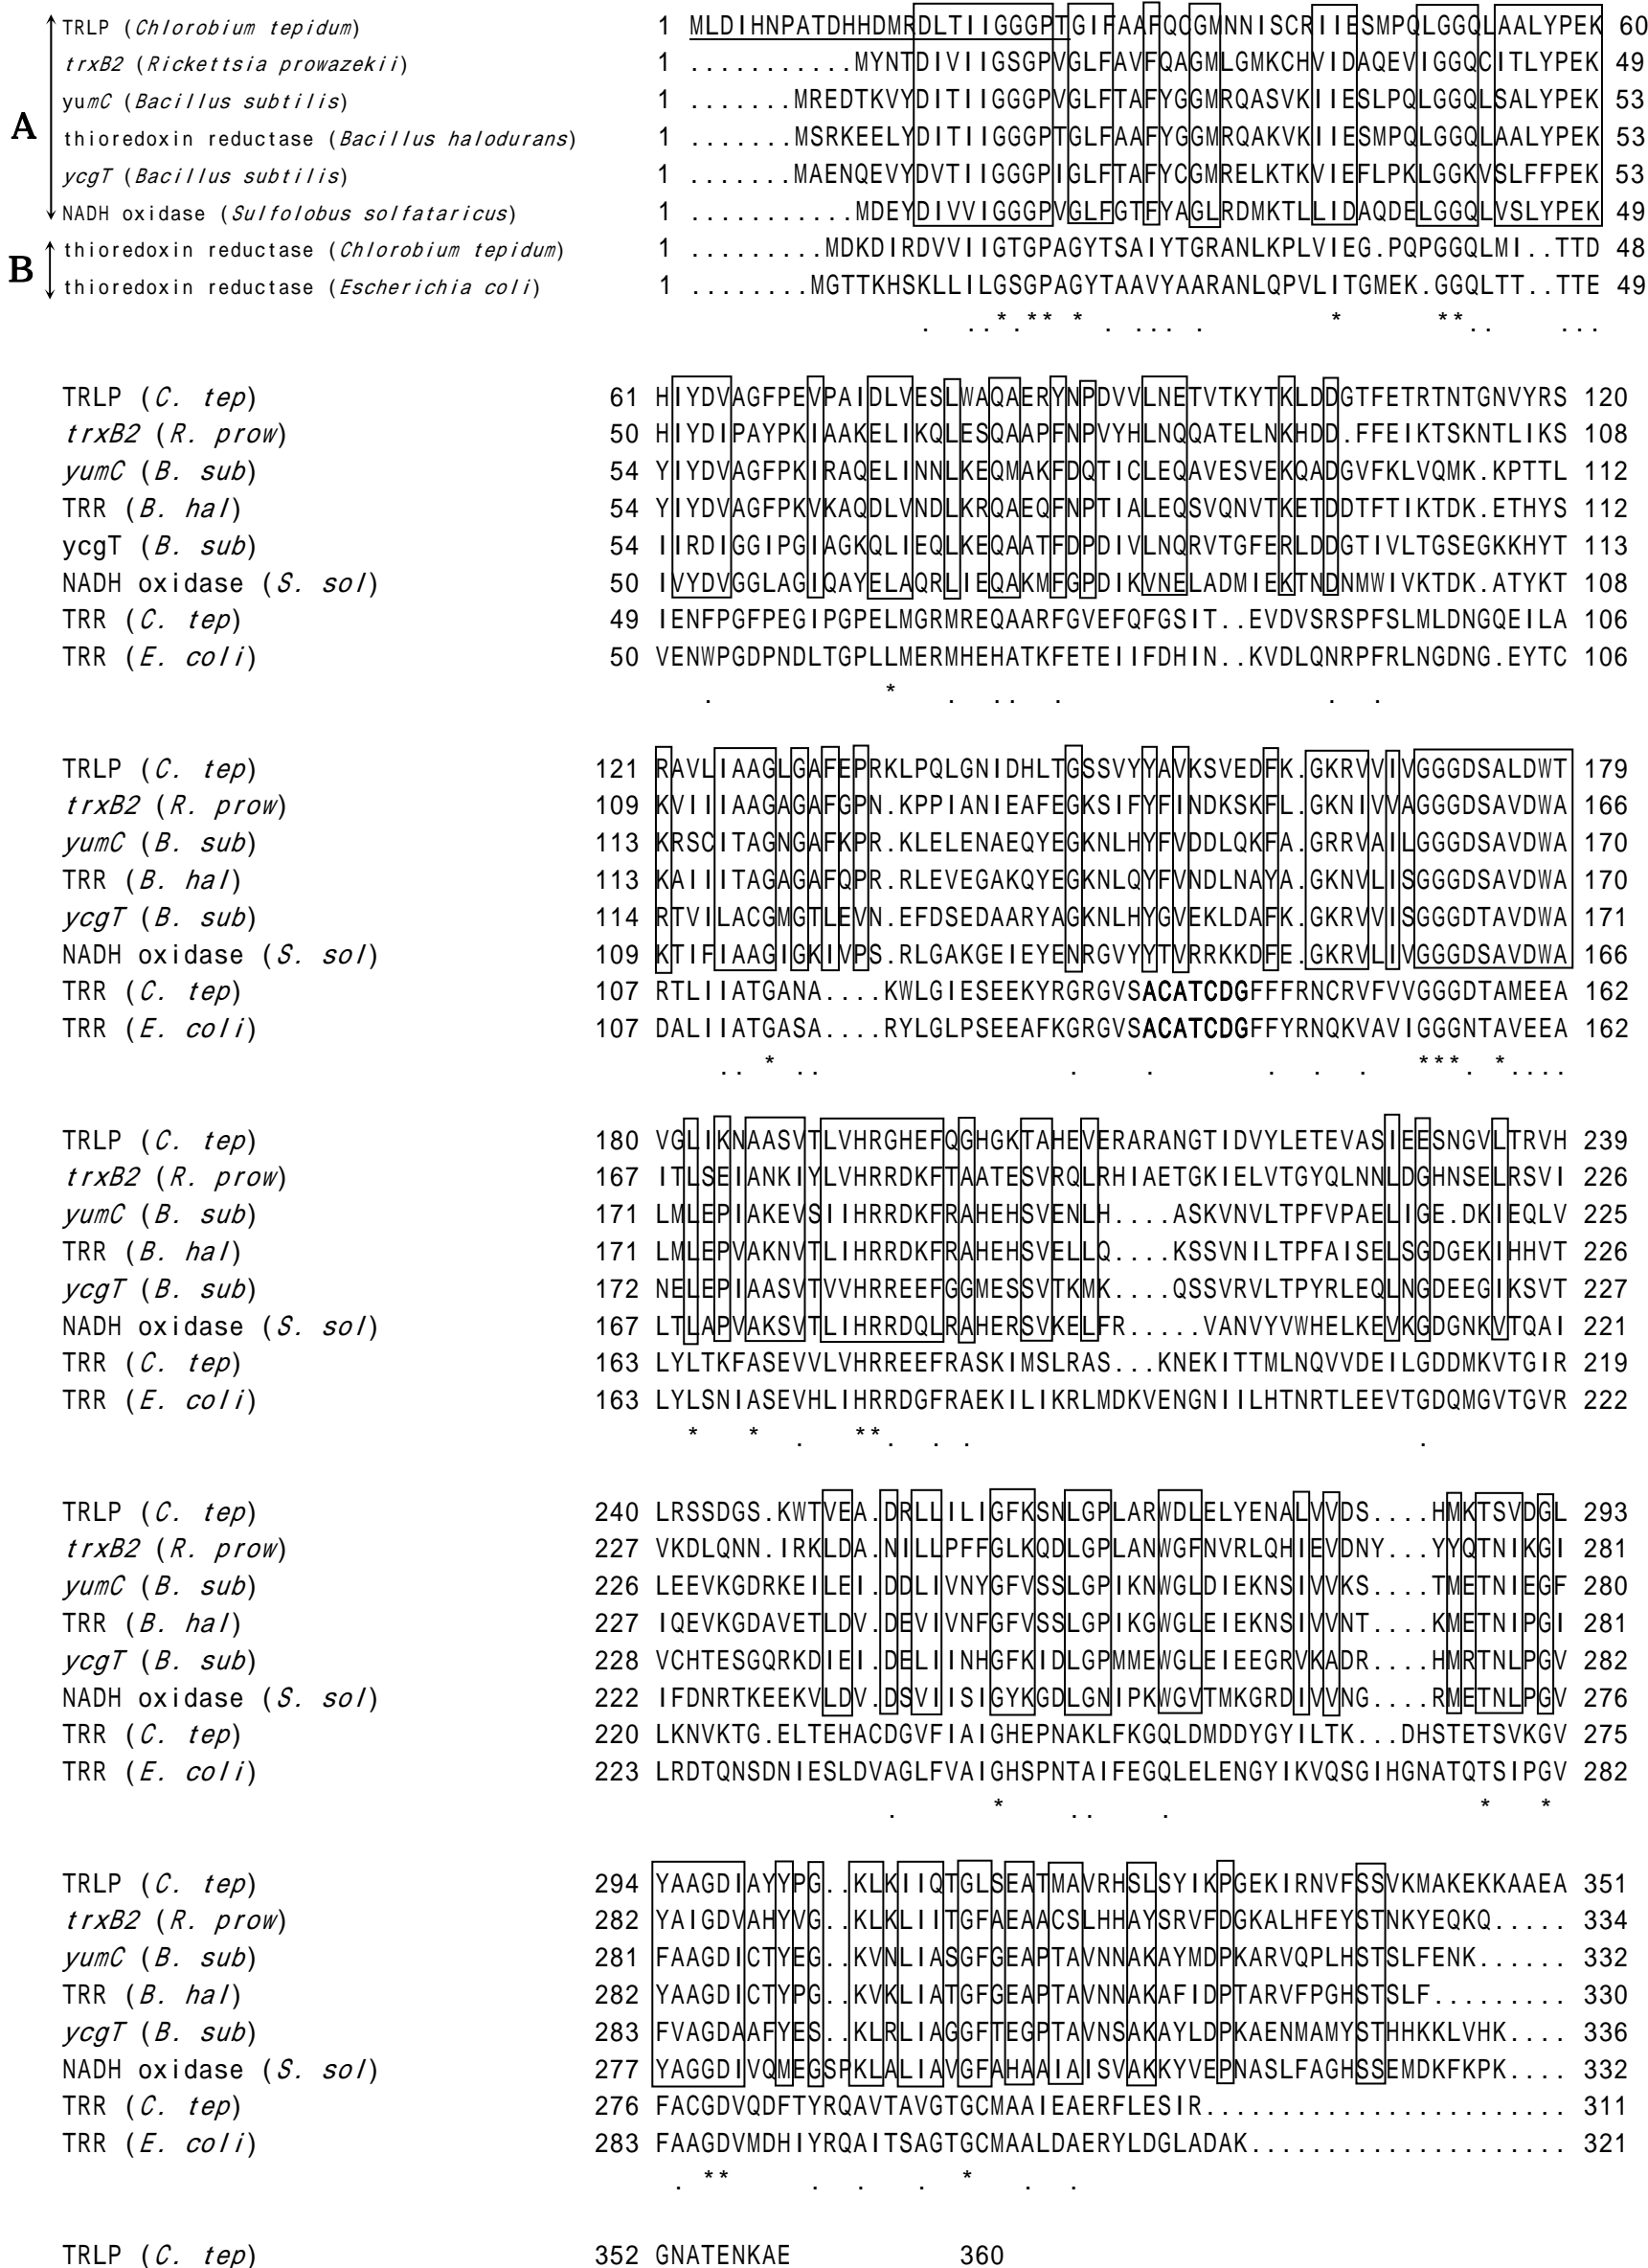 TRLP (Chlorobium tepidum) 1 MLDIHNPATDHHDMRDLTIIGGGPTGIFAAFQCGMNNISCRIIESMPQLGGQLAALYPEK 60
trxB2 (Rickettsia prowazekii) 1 ...........MYNTDIVIIGSGPVGLFAVFQAGMLGMKCHVIDAQEVIGGQCITLYPEK 49
yumC (Bacillus subtilis) 1 .......MREDTKVYDITIIGGGPVGLFTAFYGGMRQASVKIIESLPQLGGQLSALYPEK 53
A
thioredoxin reductase (Bacillus halodurans) 1 .......MSRKEELYDITIIGGGPTGLFAAFYGGMRQAKVKIIESMPQLGGQLAALYPEK 53
ycgT (Bacillus subtilis) 1 .......MAENQEVYDVTIIGGGPIGLFTAFYCGMRELKTKVIEFLPKLGGKVSLFFPEK 53
NADH oxidase (Sulfolobus solfataricus) 1 ...........MDEYDIVVIGGGPVGLFGTFYAGLRDMKTLLIDAQDELGGQLVSLYPEK 49
thioredoxin reductase (Chlorobium tepidum) 1 .........MDKDIRDVVIIGTGPAGYTSAIYTGRANLKPLVIEG.PQPGGQLMI..TTD 48
B
thioredoxin reductase (Escherichia coli) 1 ........MGTTKHSKLLILGSGPAGYTAAVYAARANLQPVLITGMEK.GGQLTT..TTE 49
. ..*.** * . ... . * **.. ...
TRLP (C. tep) 61 HIYDVAGFPEVPAIDLVESLWAQAERYNPDVVLNETVTKYTKLDDGTFETRTNTGNVYRS 120
trxB2 (R. prow) 50 HIYDIPAYPKIAAKELIKQLESQAAPFNPVYHLNQQATELNKHDD.FFEIKTSKNTLIKS 108
yumC (B. sub) 54 YIYDVAGFPKIRAQELINNLKEQMAKFDQTICLEQAVESVEKQADGVFKLVQMK.KPTTL 112
TRR (B. hal) 54 YIYDVAGFPKVKAQDLVNDLKRQAEQFNPTIALEQSVQNVTKETDDTFTIKTDK.ETHYS 112
ycgT (B. sub) 54 IIRDIGGIPGIAGKQLIEQLKEQAATFDPDIVLNQRVTGFERLDDGTIVLTGSEGKKHYT 113
NADH oxidase (S. sol) 50 IVYDVGGLAGIQAYELAQRLIEQAKMFGPDIKVNELADMIEKTNDNMWIVKTDK.ATYKT 108
TRR (C. tep) 49 IENFPGFPEGIPGPELMGRMREQAARFGVEFQFGSIT..EVDVSRSPFSLMLDNGQEILA 106
TRR (E. coli) 50 VENWPGDPNDLTGPLLMERMHEHATKFETEIIFDHIN..KVDLQNRPFRLNGDNG.EYTC 106
. * . .. . . .
TRLP (C. tep) 121 RAVLIAAGLGAFEPRKLPQLGNIDHLTGSSVYYAVKSVEDFK.GKRVVIVGGGDSALDWT 179
trxB2 (R. prow) 109 KVIIIAAGAGAFGPN.KPPIANIEAFEGKSIFYFINDKSKFL.GKNIVVAGGGDSAVDWA 166
yumC (B. sub) 113 KRSCITAGNGAFKPR.KLELENAEQYEGKNLHYFVDDLQKFA.GRRVAILGGGDSAVDWA 170
TRR (B. hal) 113 KAIIITAGAGAFQPR.RLEVEGAKQYEGKNLQYFVNDLNAYA.GKNVLISGGGDSAVDWA 170
ycgT (B. sub) 114 RTVILACGMGTLEVN.EFDSEDAARYAGKNLHYGVEKLDAFK.GKRVVISGGGDTAVDWA 171
NADH oxidase (S. sol) 109 KTIFIAAGIGKIVPS.RLGAKGEIEYENRGVYYTVRRKKDFE.GKRVLIVGGGDSAVDWA 166
TRR (C. tep) 107 RTLIIATGANA....KWLGIESEEKYRGRGVSACATCDGFFFRNCRVFVVGGGDTAMEEA 162
TRR (E. coli) 107 DALIIATGASA....RYLGLPSEEAFKGRGVSACATCDGFFYRNQKVAVIGGGNTAVEEA 162
.. * .. . . . . . ***. *....
TRLP (C. tep) 180 VGLIKNAASVTLVHRGHEFQGHGKTAHEVERARANGTIDVYLETEVASIEESNGVLTRVH 239
trxB2 (R. prow) 167 ITLSEIANKIYLVHRRDKFTAATESVRQLRHIAETGKIELVTGYQLNNLDGHNSELRSVI 226
yumC (B. sub) 171 LMLEPIAKEVSIIHRRDKFRAHEHSVENLH....ASKVNVLTPFVPAELIGE.DKIEQLV 225
TRR (B. hal) 171 LMLEPVAKNVTLIHRRDKFRAHEHSVELLQ....KSSVNILTPFAISELSGDGEKIHHVT 226
ycgT (B. sub) 172 NELEPIAASVTVVHRREEFGGMESSVTKMK....QSSVRVLTPYRLEQLNGDEEGIKSVT 227
NADH oxidase (S. sol) 167 LTLAPVAKSVTLIHRRDQLRAHERSVKELFR.....VANVYVWHELKEVKGDGNKVTQAI 221
TRR (C. tep) 163 LYLTKFASEVVLVHRREEFRASKIMSLRAS...KNEKITTMLNQVVDEILGDDMKVTGIR 219
TRR (E. coli) 163 LYLSNIASEVHLIHRRDGFRAEKILIKRLMDKVENGNIILHTNRTLEEVTGDQMGVTGVR 222
* * . **. . . .
TRLP (C. tep) 240 LRSSDGS.KWTVEA.DRLLILIGFKSNLGPLARWDLELYENALVVDS....HMKTSVDGL 293
trxB2 (R. prow) 227 VKDLQNN.IRKLDA.NILLPFFGLKQDLGPLANWGFNVRLQHIEVDNY...YYQTNIKGI 281
yumC (B. sub) 226 LEEVKGDRKEILEI.DDLIVNYGFVSSLGPIKNWGLDIEKNSIVVKS....TMETNIEGF 280
TRR (B. hal) 227 IQEVKGDAVETLDV.DEVIVNFGFVSSLGPIKGWGLEIEKNSIVVNT....KMETNIPGI 281
ycgT (B. sub) 228 VCHTESGQRKDIEI.DELIINHGFKIDLGPMMEWGLEIEEGRVKADR....HMRTNLPGV 282
NADH oxidase (S. sol) 222 IFDNRTKEEKVLDV.DSVIISIGYKGDLGNIPKWGVTMKGRDIVVNG....RMETNLPGV 276
TRR (C. tep) 220 LKNVKTG.ELTEHACDGVFIAIGHEPNAKLFKGQLDMDDYGYILTK...DHSTETSVKGV 275
TRR (E. coli) 223 LRDTQNSDNIESLDVAGLFVAIGHSPNTAIFEGQLELENGYIKVQSGIHGNATQTSIPGV 282
. * .. . * *
TRLP (C. tep) 294 YAAGDIAYYPG..KLKIIQTGLSEATMAVRHSLSYIKPGEKIRNVFSSVKMAKEKKAAEA 351
trxB2 (R. prow) 282 YAIGDVAHYVG..KLKLIITGFAEAACSLHHAYSRVFDGKALHFEYSTNKYEQKQ..... 334
yumC (B. sub) 281 FAAGDICTYEG..KVNLIASGFGEAPTAVNNAKAYMDPKARVQPLHSTSLFENK...... 332
TRR (B. hal) 282 YAAGDICTYPG..KVKLIATGFGEAPTAVNNAKAFIDPTARVFPGHSTSLF......... 330
ycgT (B. sub) 283 FVAGDAAFYES..KLRLIAGGFTEGPTAVNSAKAYLDPKAENMAMYSTHHKKLVHK.... 336
NADH oxidase (S. sol) 277 YAGGDIVQMEGSPKLALIAVGFAHAAIAISVAKKYVEPNASLFAGHSSEMDKFKPK.... 332
TRR (C. tep) 276 FACGDVQDFTYRQAVTAVGTGCMAAIEAERFLESIR........................ 311
TRR (E. coli) 283 FAAGDVMDHIYRQAITSAGTGCMAALDAERYLDGLADAK..................... 321
. ** . . . * . .
TRLP (C. tep) 352 GNATENKAE 360